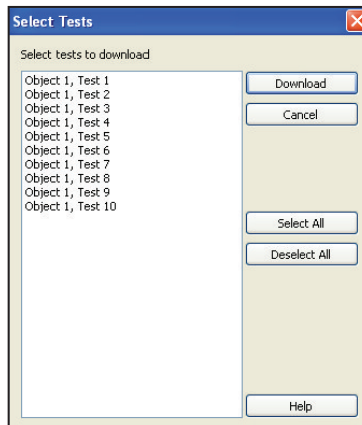 Select Tests
Select tests to download
Object 1, Test 1
Object 1, Test 2
Object 1, Test 3
Object 1, Test 4
Object 1, Test 5
Object 1, Test 6
Object 1, Test 7
Object 1, Test 8
Object 1, Test 9
Object 1, Test 10
Download
Cancel
Select All
Deselect All
Help